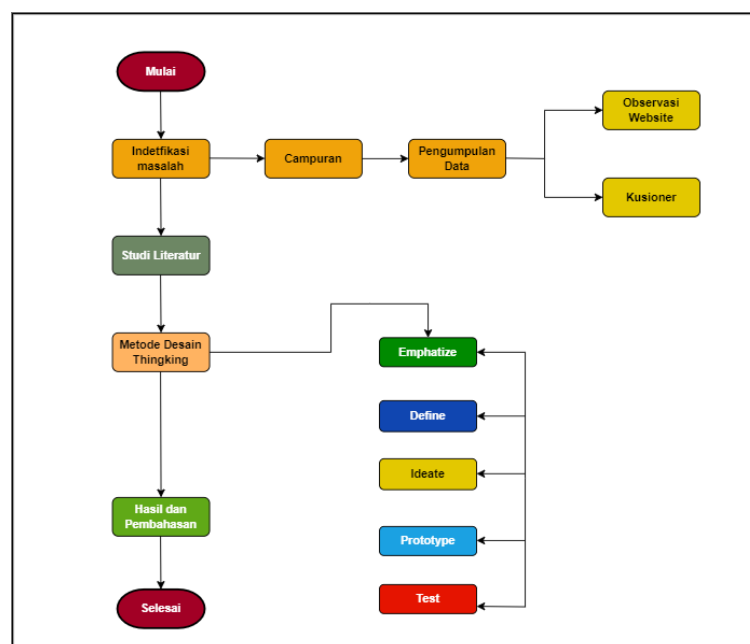 Mulai
Observasi
Website
Indetfikasi
masalah
Campuran
Pengumpulan
Data
Kusioner
Studi Literatur
Metode Desain
Thingking
Emphatize
Define
Ideate
Hasil dan
Pembahasan
Prototype
Test
Selesai